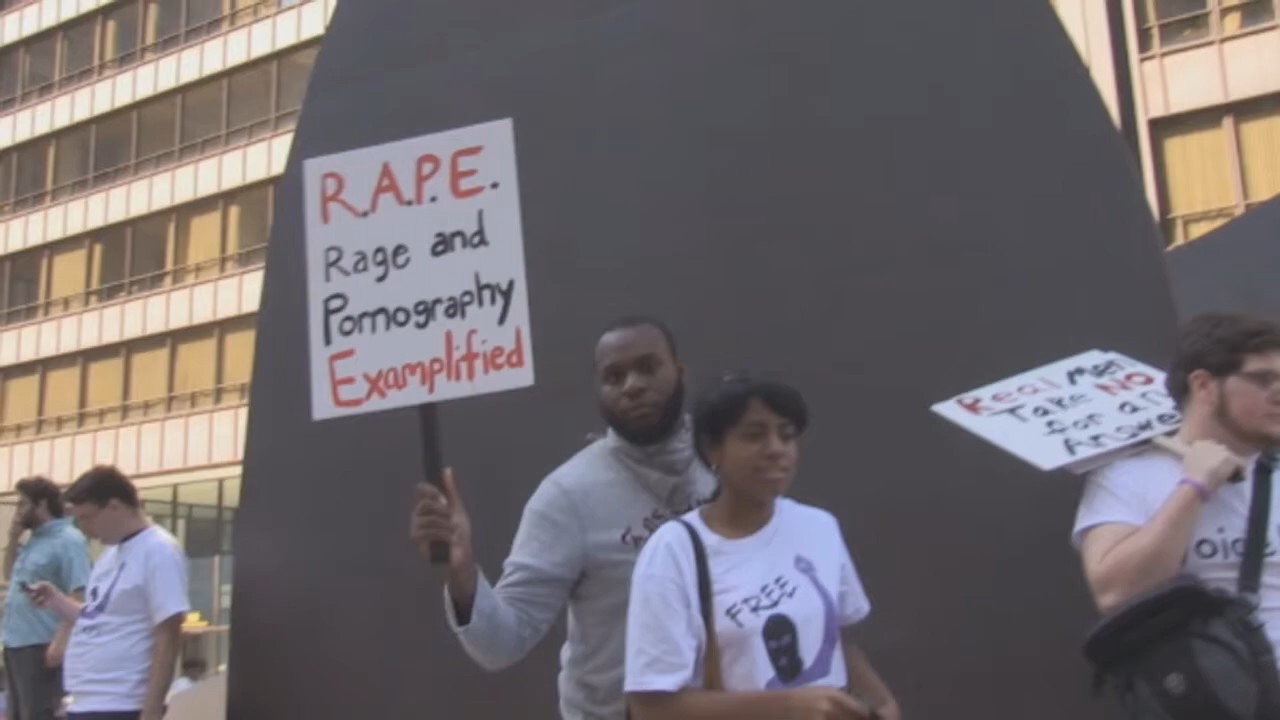 R.A.P.E.
Rage and
Pornography
Examplified
Real Men
Take NO
for an
Answer
FREE